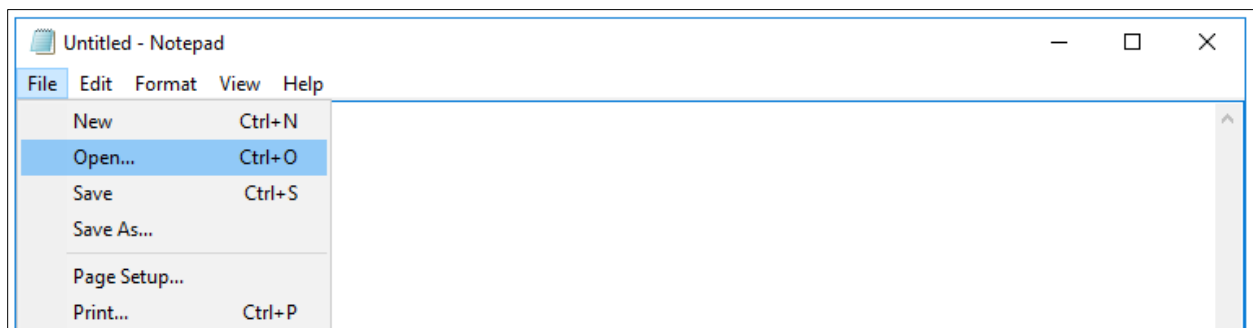 Untitled - Notepad
File Edit Format View Help
New Ctrl+N
Open... Ctrl+O
Save Ctrl+S
Save As...
Page Setup...
Print... Ctrl+P